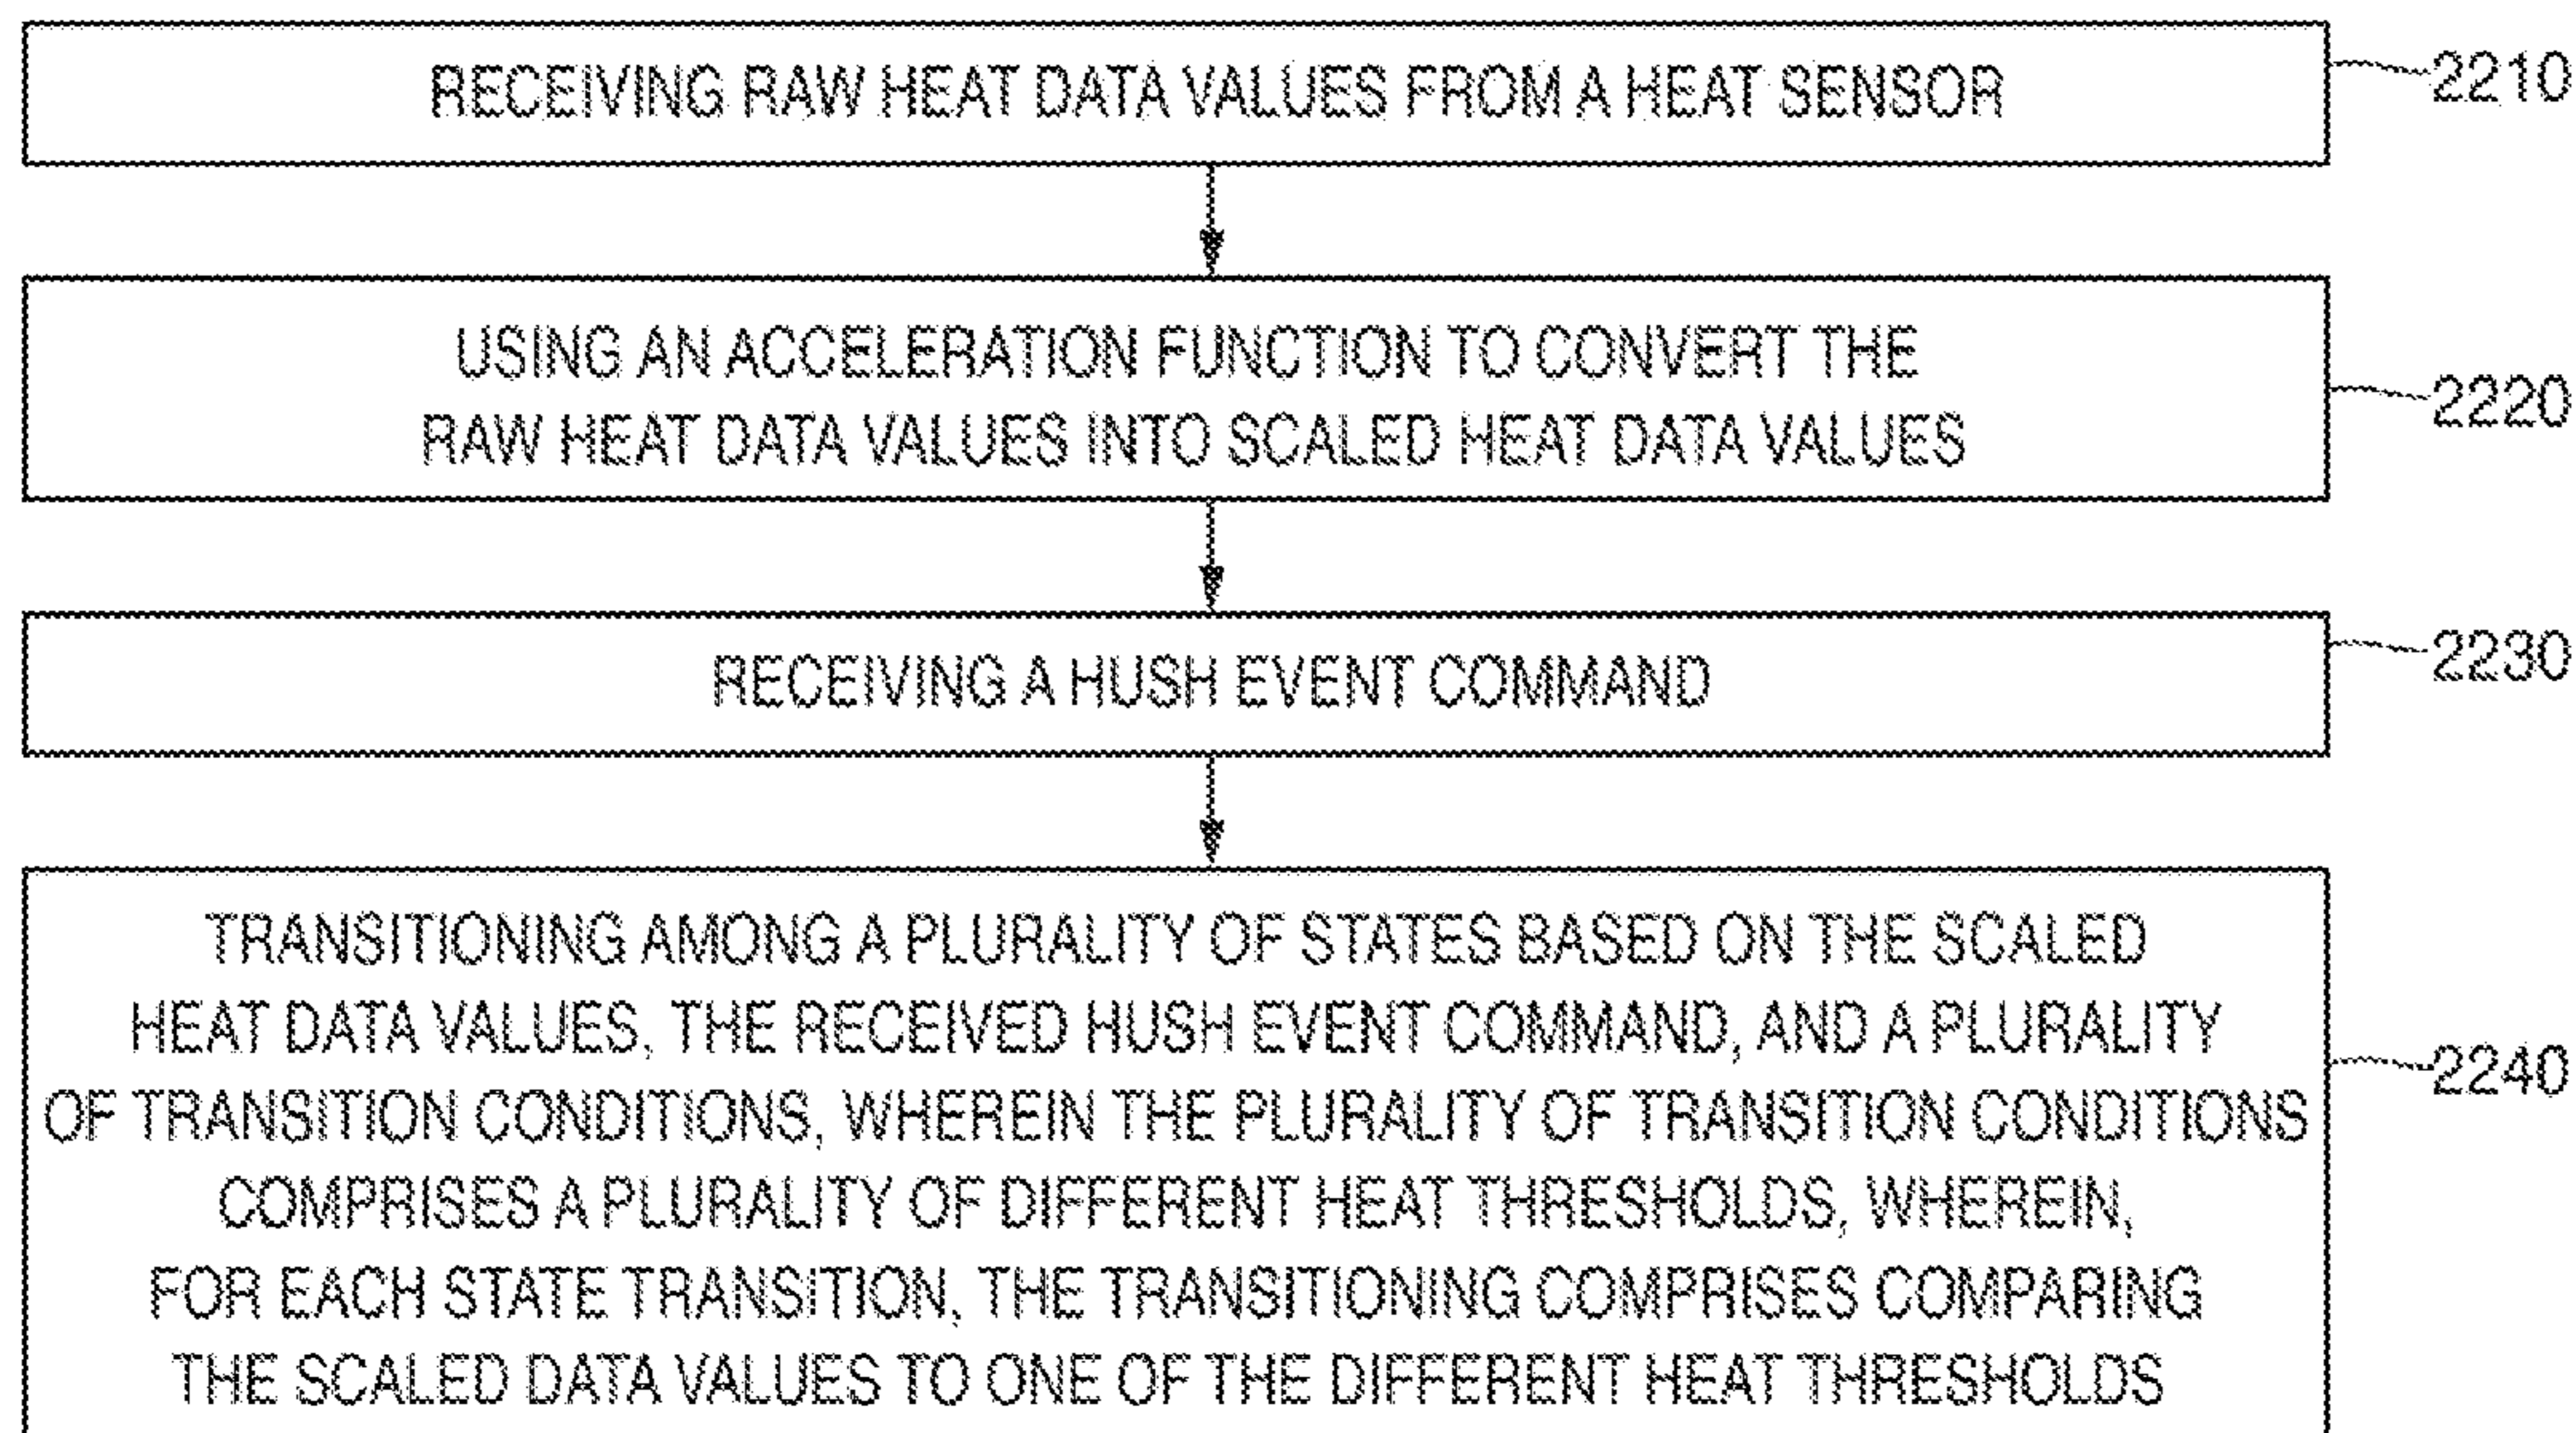 RECEIVING RAW HEAT DATA VALUES FROM A HEAT SENSOR
2210
USING AN ACCELERATION FUNCTION TO CONVERT THE
RAW HEAT DATA VALUES INTO SCALED HEAT DATA VALUES
2220
RECEIVING A HUSH EVENT COMMAND
2230
TRANSITIONING AMONG A PLURALITY OF STATES BASED ON THE SCALED
HEAT DATA VALUES, THE RECEIVED HUSH EVENT COMMAND, AND A PLURALITY
OF TRANSITION CONDITIONS, WHEREIN THE PLURALITY OF TRANSITION CONDITIONS
COMPRISES A PLURALITY OF DIFFERENT HEAT THRESHOLDS, WHEREIN,
FOR EACH STATE TRANSITION, THE TRANSITIONING COMPRISES COMPARING
THE SCALED DATA VALUES TO ONE OF THE DIFFERENT HEAT THRESHOLDS
2240